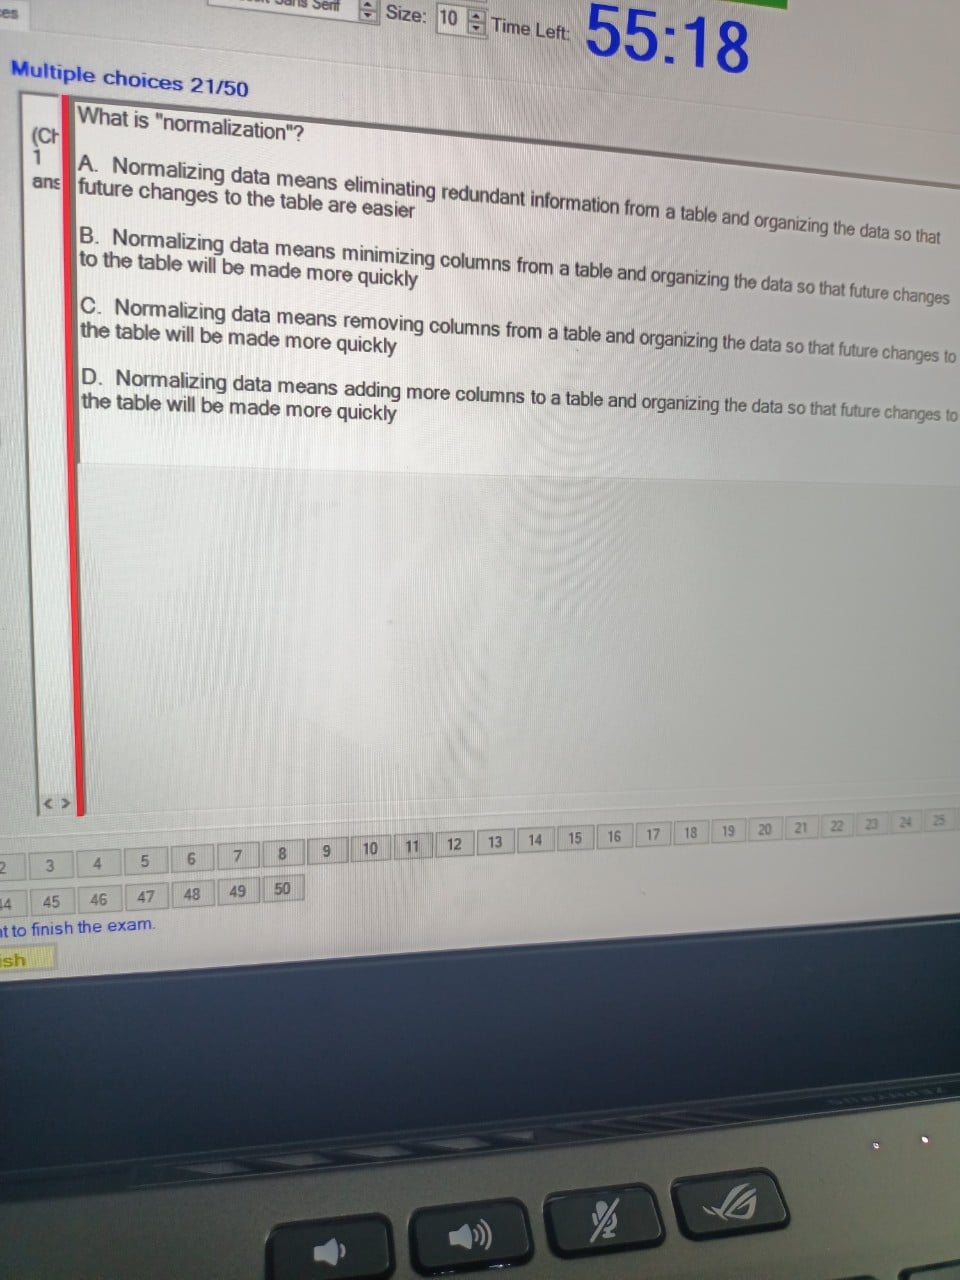 Serif
Size: 10 Time Left: 55:18
Multiple choices 21/50
(Ch
1
ans
What is "normalization"?
A. Normalizing data means eliminating redundant information from a table and organizing the data so that
future changes to the table are easier
B. Normalizing data means minimizing columns from a table and organizing the data so that future changes
to the table will be made more quickly
C. Normalizing data means removing columns from a table and organizing the data so that future changes to
the table will be made more quickly
D. Normalizing data means adding more columns to a table and organizing the data so that future changes to
the table will be made more quickly
< >
2 3 4 5 6 7 8 9 10 11 12 13 14 15 16 17 18 19 20 21 22 23 24 25
44 45 46 47 48 49 50
nt to finish the exam.
ish